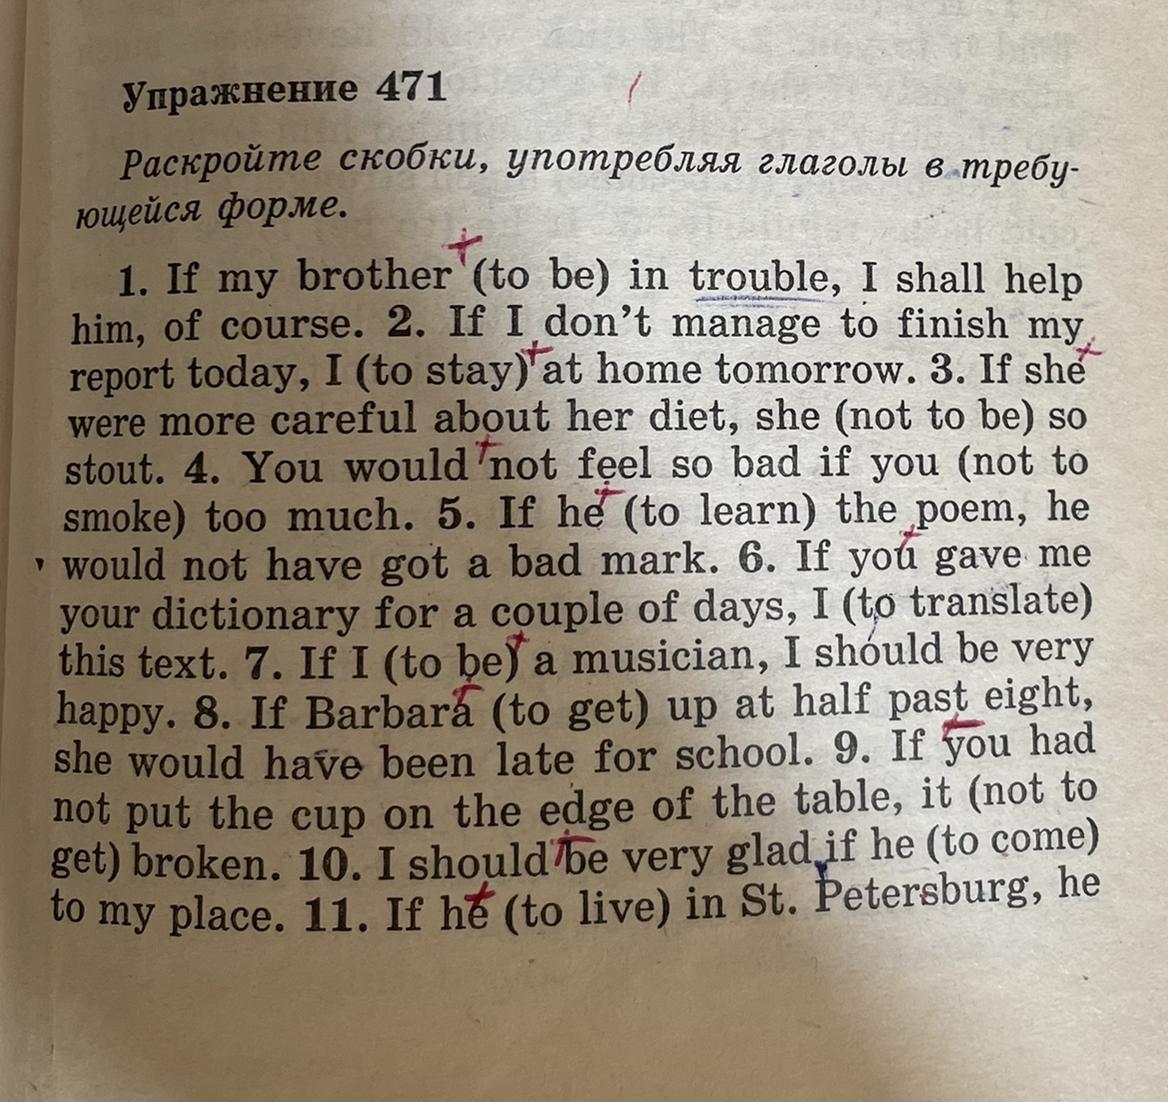 Упражнение 471
Раскройте скобки, употребляя глаголы в требу-
ющейся форме.
1. If my brother (to be) in trouble, I shall help
him, of course. 2. If I don't manage to finish my
report today, I (to stay) at home tomorrow. 3. If she
were more careful about her diet, she (not to be) so
stout. 4. You would not feel so bad if you (not to
smoke) too much. 5. If he (to learn) the poem, he
would not have got a bad mark. 6. If you gave me
your dictionary for a couple of days, I (to translate)
this text. 7. If I (to be) a musician, I should be very
happy. 8. If Barbara (to get) up at half past eight,
she would have been late for school. 9. If you had
not put the cup on the edge of the table, it (not to
get) broken. 10. I should be very glad if he (to come)
to my place. 11. If he (to live) in St. Petersburg, he